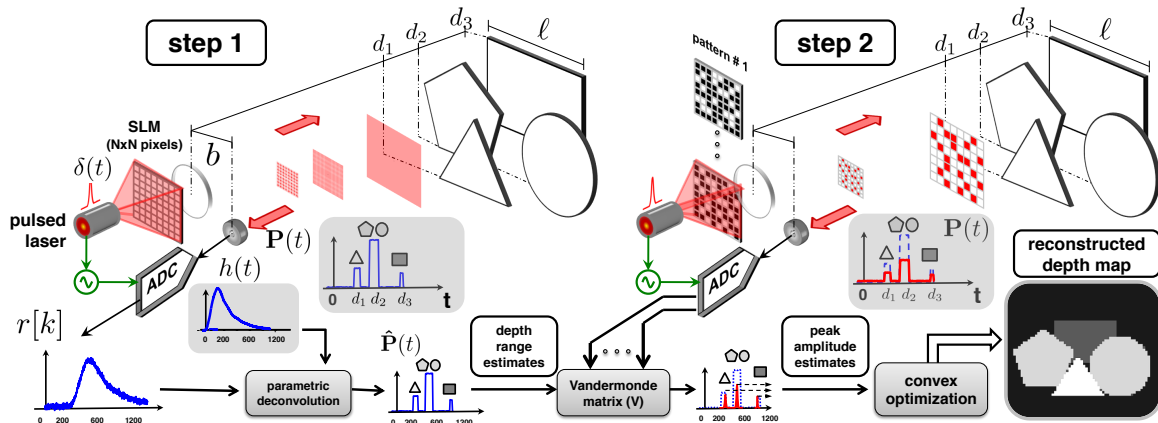 step 1
d₁
d₂
d₃
ℓ
SLM
(NxN pixels)
b
δ(t)
pulsed
laser
ADC
P(t)
0
d₁ d₂ d₃
t
h(t)
0 200 600 1200
r[k]
0 600 1200
parametric
deconvolution
P̂(t)
0 200 600 1200
depth
range
estimates
step 2
pattern # 1
d₁
d₂
d₃
ℓ
ADC
P(t)
0
d₁ d₂ d₃
t
Vandermonde
matrix (V)
0 200 600 1200
peak
amplitude
estimates
convex
optimization
reconstructed
depth map